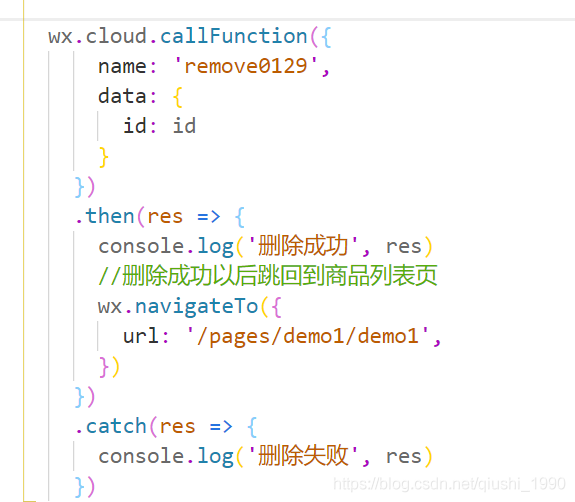 wx.cloud.callFunction({
name: 'remove0129',
data: {
id: id
}
})
.then(res => {
console.log('删除成功', res)
//删除成功以后跳回到商品列表页
wx.navigateTo({
url: '/pages/demo1/demo1',
})
})
.catch(res => {
console.log('删除失败', res)
})
https://blog.csdn.net/qiushi_1990